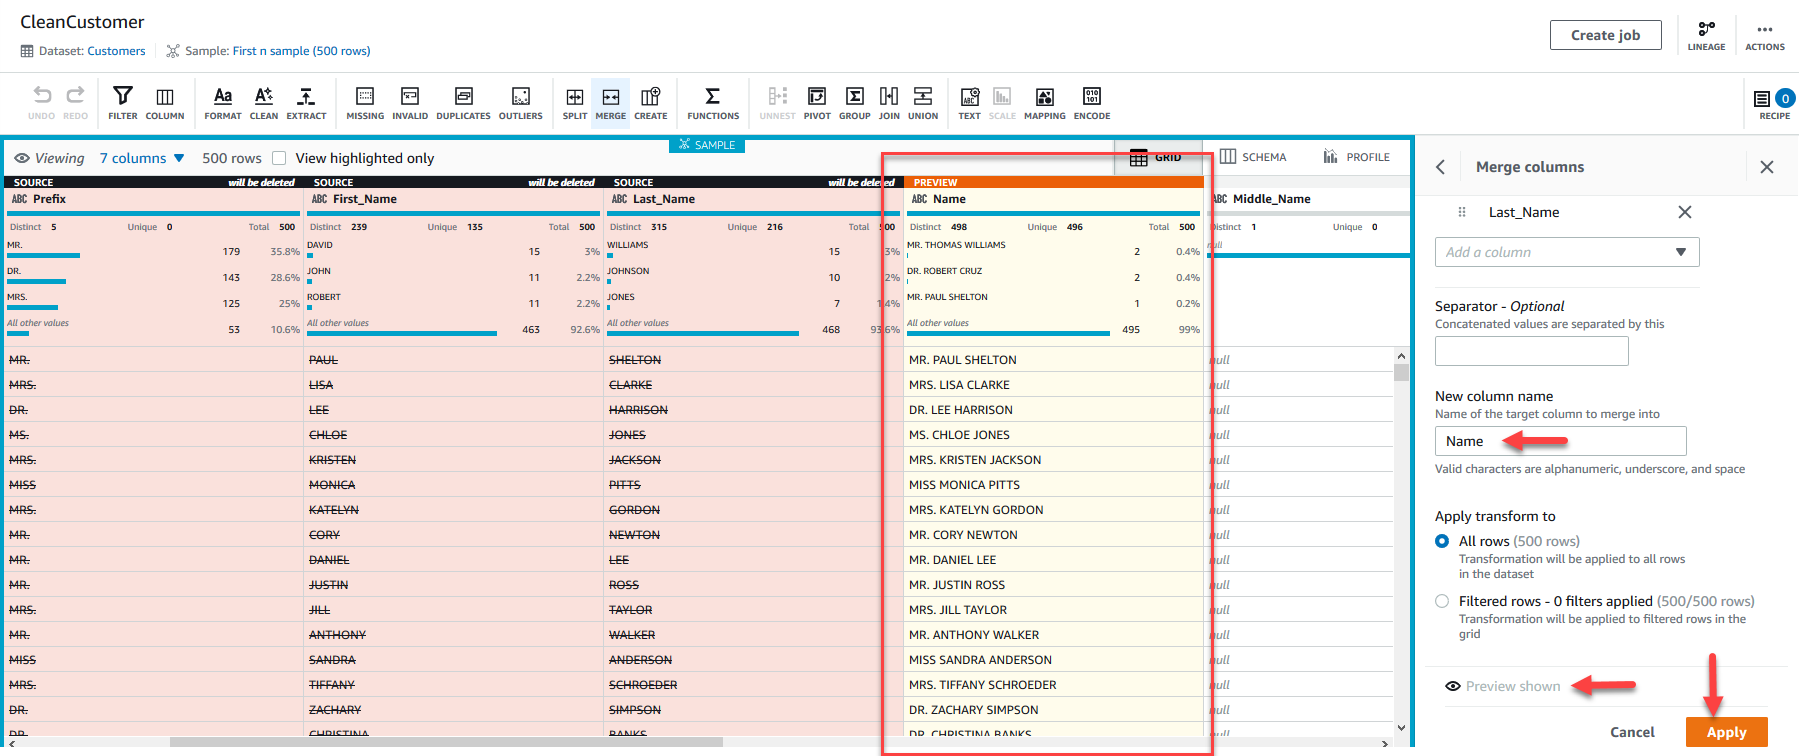 CleanCustomer
Dataset: Customers Sample: First n sample (500 rows)
Create job
LINEAGE
ACTIONS
UNDO REDO FILTER COLUMN FORMAT CLEAN EXTRACT MISSING INVALID DUPLICATES OUTLIERS SPLIT MERGE CREATE FUNCTIONS UNNEST PIVOT GROUP JOIN UNION TEXT SCALE MAPPING ENCODE
0
RECIPE
Viewing 7 columns 500 rows View highlighted only
SAMPLE
GRID SCHEMA PROFILE
SOURCE will be deleted SOURCE will be deleted SOURCE will be deleted PREVIEW
ABC Prefix ABC First_Name ABC Last_Name ABC Name ABC Middle_Name
Distinct 5 Unique 0 Total 500 Distinct 239 Unique 135 Total 500 Distinct 315 Unique 216 Total 500 Distinct 498 Unique 496 Total 500 Distinct 1 Unique 0
MR. 179 35.8% DAVID 15 3% WILLIAMS 15 3% MR. THOMAS WILLIAMS 2 0.4% null
DR. 143 28.6% JOHN 11 2.2% JOHNSON 10 2% DR. ROBERT CRUZ 2 0.4%
MRS. 125 25% ROBERT 11 2.2% JONES 7 1.4% MR. PAUL SHELTON 1 0.2%
All other values 53 10.6% All other values 463 92.6% All other values 468 93.6% All other values 495 99%
MR. PAUL SHELTON MR. PAUL SHELTON null
MRS. LISA CLARKE MRS. LISA CLARKE null
DR. LEE HARRISON DR. LEE HARRISON null
MS. CHLOE JONES MS. CHLOE JONES null
MRS. KRISTEN JACKSON MRS. KRISTEN JACKSON null
MISS MONICA PITTS MISS MONICA PITTS null
MRS. KATELYN GORDON MRS. KATELYN GORDON null
MR. CORY NEWTON MR. CORY NEWTON null
MR. DANIEL LEE MR. DANIEL LEE null
MR. JUSTIN ROSS MR. JUSTIN ROSS null
MRS. JILL TAYLOR MRS. JILL TAYLOR null
MR. ANTHONY WALKER MR. ANTHONY WALKER null
MISS SANDRA ANDERSON MISS SANDRA ANDERSON null
MRS. TIFFANY SCHROEDER MRS. TIFFANY SCHROEDER null
DR. ZACHARY SIMPSON DR. ZACHARY SIMPSON null
DR. CHRISTINA BANKS DR. CHRISTINA BANKS null
Merge columns
Last_Name
Add a column
Separator - Optional
Concatenated values are separated by this
New column name
Name of the target column to merge into
Name
Valid characters are alphanumeric, underscore, and space
Apply transform to
All rows (500 rows)
Transformation will be applied to all rows
in the dataset
Filtered rows - 0 filters applied (500/500 rows)
Transformation will be applied to filtered rows in the
grid
Preview shown
Cancel Apply